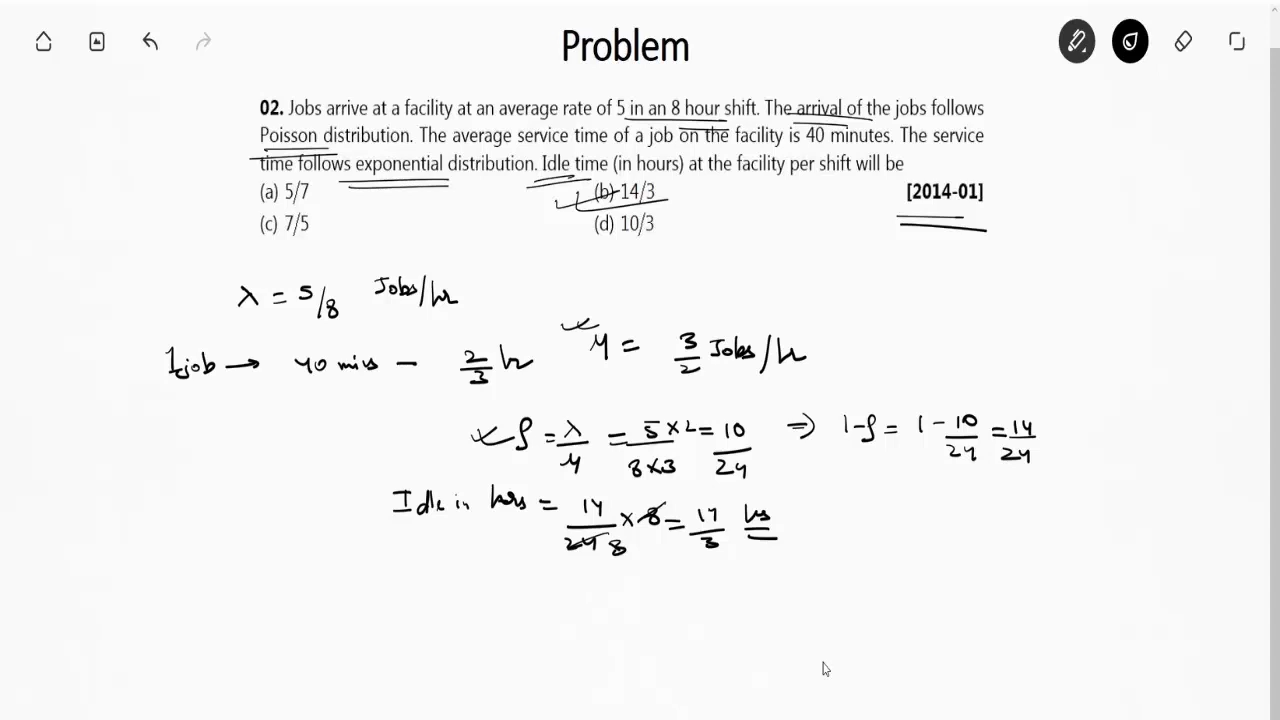 Problem
02. Jobs arrive at a facility at an average rate of 5 in an 8 hour shift. The arrival of the jobs follows
Poisson distribution. The average service time of a job on the facility is 40 minutes. The service
time follows exponential distribution. Idle time (in hours) at the facility per shift will be
(a) 5/7 (b) 14/3 [2014-01]
(c) 7/5 (d) 10/3
λ = 5/8 Jobs/hr
1 job → 40 mins - 2/3 hr μ = 3/2 Jobs/hr
ρ = λ/μ = 5×2/8×3 = 10/24 ⇒ 1-ρ = 1 - 10/24 = 14/24
Idle in hrs = 14/24 8 × 8 = 14/3 hrs